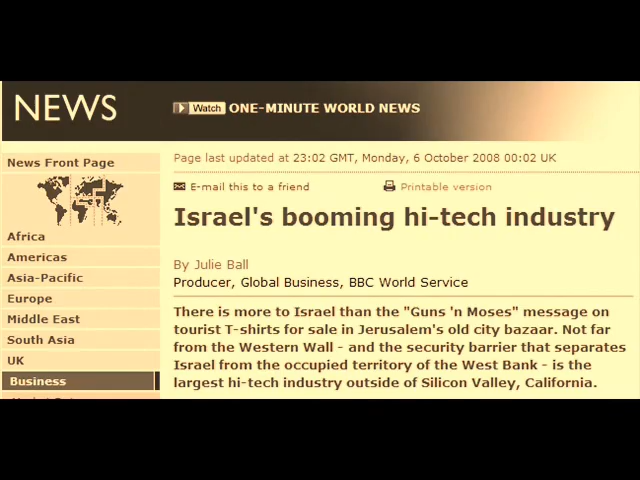 NEWS
Watch ONE-MINUTE WORLD NEWS
News Front Page
Africa
Americas
Asia-Pacific
Europe
Middle East
South Asia
UK
Business
Page last updated at 23:02 GMT, Monday, 6 October 2008 00:02 UK
E-mail this to a friend
Printable version
Israel's booming hi-tech industry
By Julie Ball
Producer, Global Business, BBC World Service
There is more to Israel than the "Guns 'n Moses" message on
tourist T-shirts for sale in Jerusalem's old city bazaar. Not far
from the Western Wall - and the security barrier that separates
Israel from the occupied territory of the West Bank - is the
largest hi-tech industry outside of Silicon Valley, California.